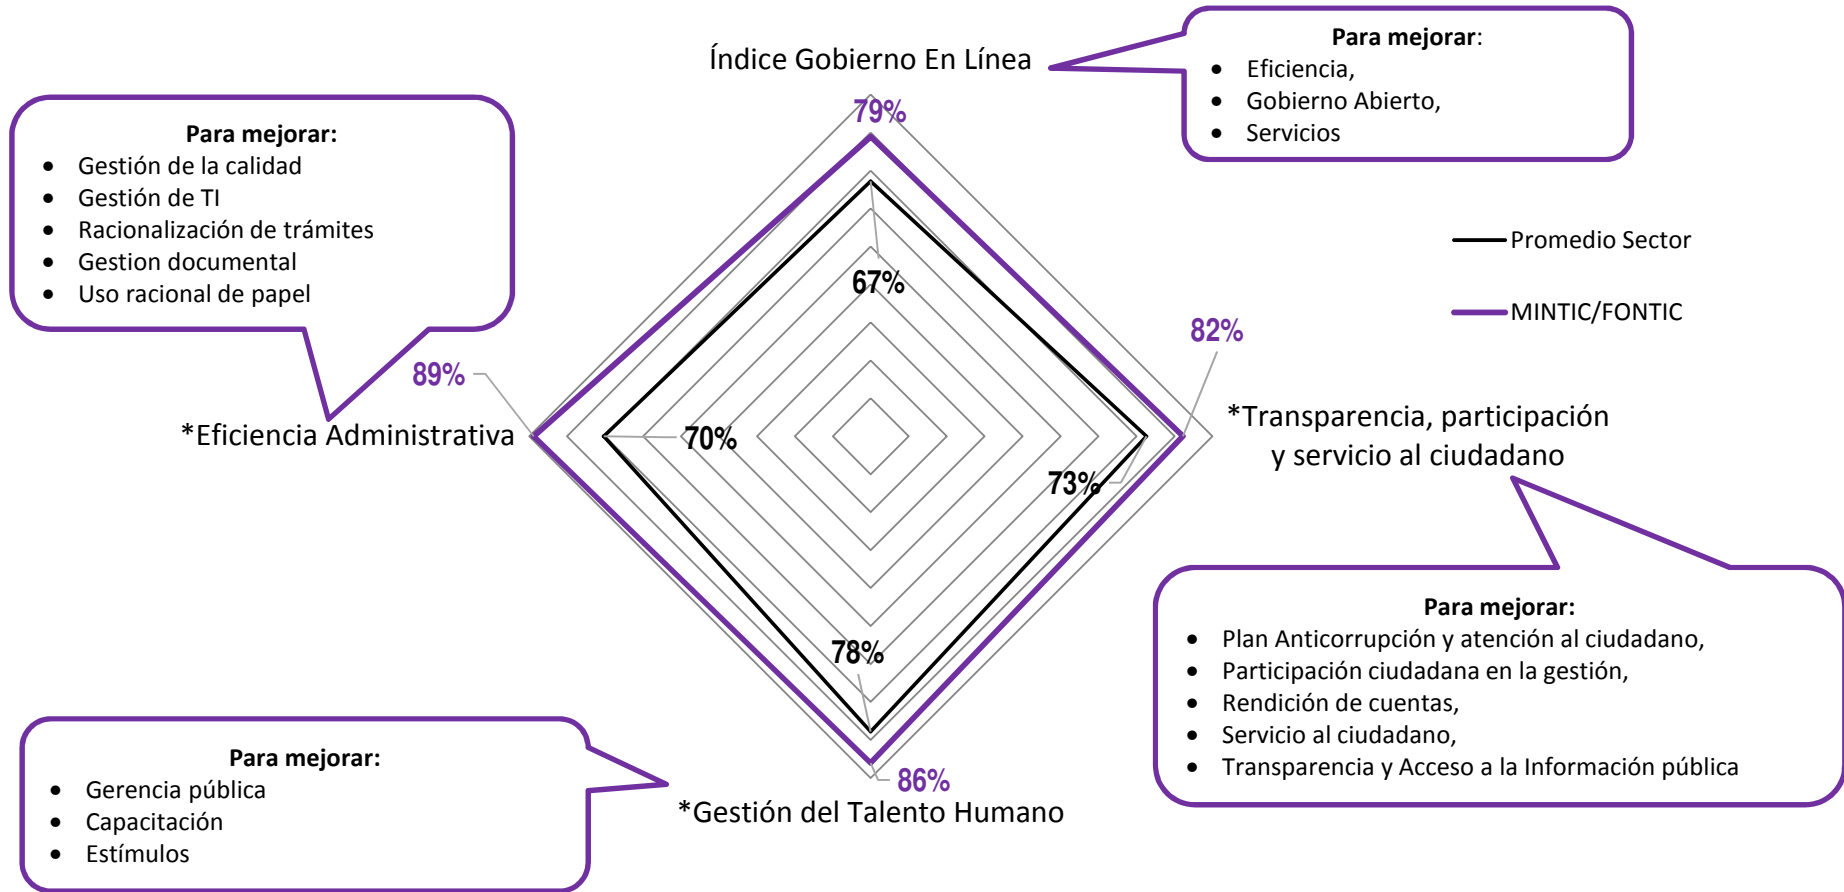 Índice Gobierno En Línea
Para mejorar:
• Eficiencia,
• Gobierno Abierto,
• Servicios
79%
Para mejorar:
• Gestión de la calidad
• Gestión de TI
• Racionalización de trámites
• Gestion documental
• Uso racional de papel
67%
Promedio Sector
MINTIC/FONTIC
82%
89%
*Eficiencia Administrativa
70%
*Transparencia, participación
y servicio al ciudadano
73%
78%
Para mejorar:
• Plan Anticorrupción y atención al ciudadano,
• Participación ciudadana en la gestión,
• Rendición de cuentas,
• Servicio al ciudadano,
• Transparencia y Acceso a la Información pública
86%
*Gestión del Talento Humano
Para mejorar:
• Gerencia pública
• Capacitación
• Estímulos